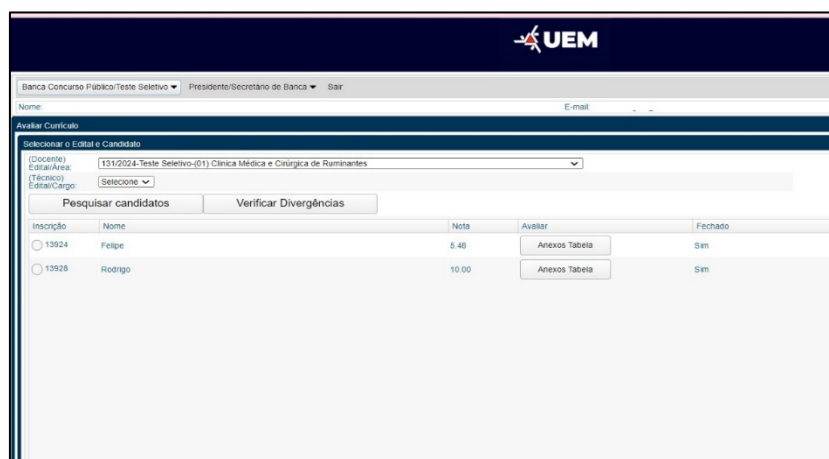 UEM
Banca Concurso Público/Teste Seletivo Presidente/Secretário de Banca Sair
Nome: E-mail:
Avaliar Currículo
Selecionar o Edital e Candidato
(Docente) Edital/Área: 131/2024-Teste Seletivo-(01) Clinica Médica e Cirúrgica de Ruminantes
(Técnico) Edital/Cargo: Selecione
Pesquisar candidatos Verificar Divergências
Inscrição Nome Nota Avaliar Fechado
13924 Felipe 5.48 Anexos Tabela Sim
13928 Rodrigo 10.00 Anexos Tabela Sim